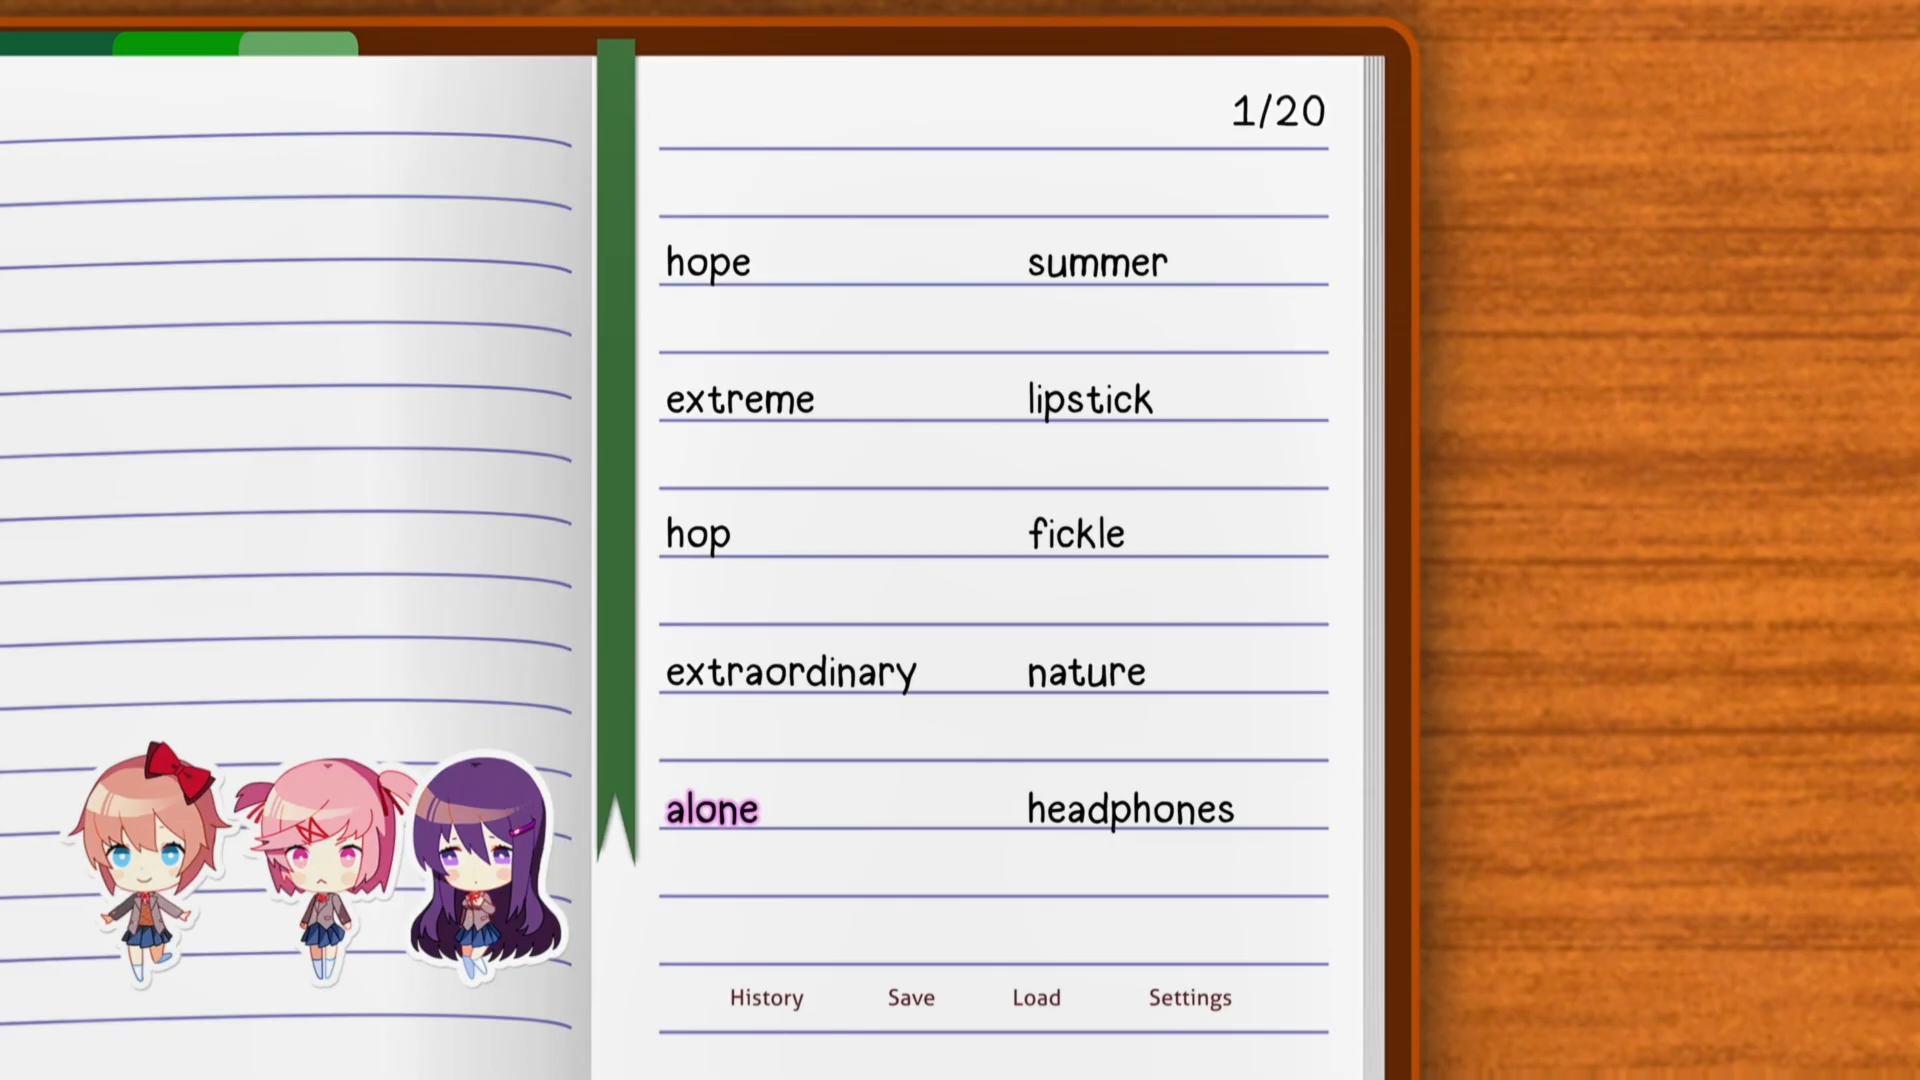 1/20
hope summer
extreme lipstick
hop fickle
extraordinary nature
alone headphones
History Save Load Settings